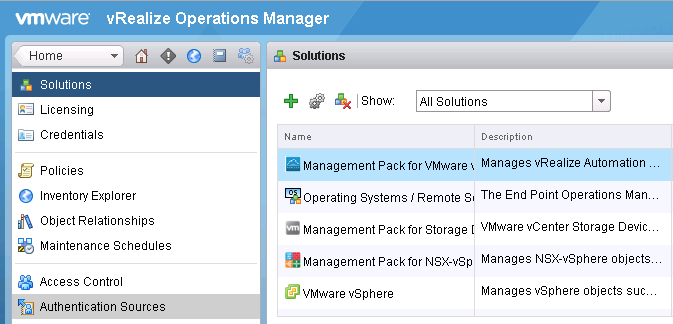 vmware vRealize Operations Manager
Home
Solutions
Licensing
Credentials
Policies
Inventory Explorer
Object Relationships
Maintenance Schedules
Access Control
Authentication Sources
Solutions
Show: All Solutions
Name Description
Management Pack for VMware v Manages vRealize Automation ...
Operating Systems / Remote Se The End Point Operations Man...
Management Pack for Storage D VMware vCenter Storage Devic...
Management Pack for NSX-vSp Manages NSX-vSphere objects...
VMware vSphere Manages vSphere objects suc...